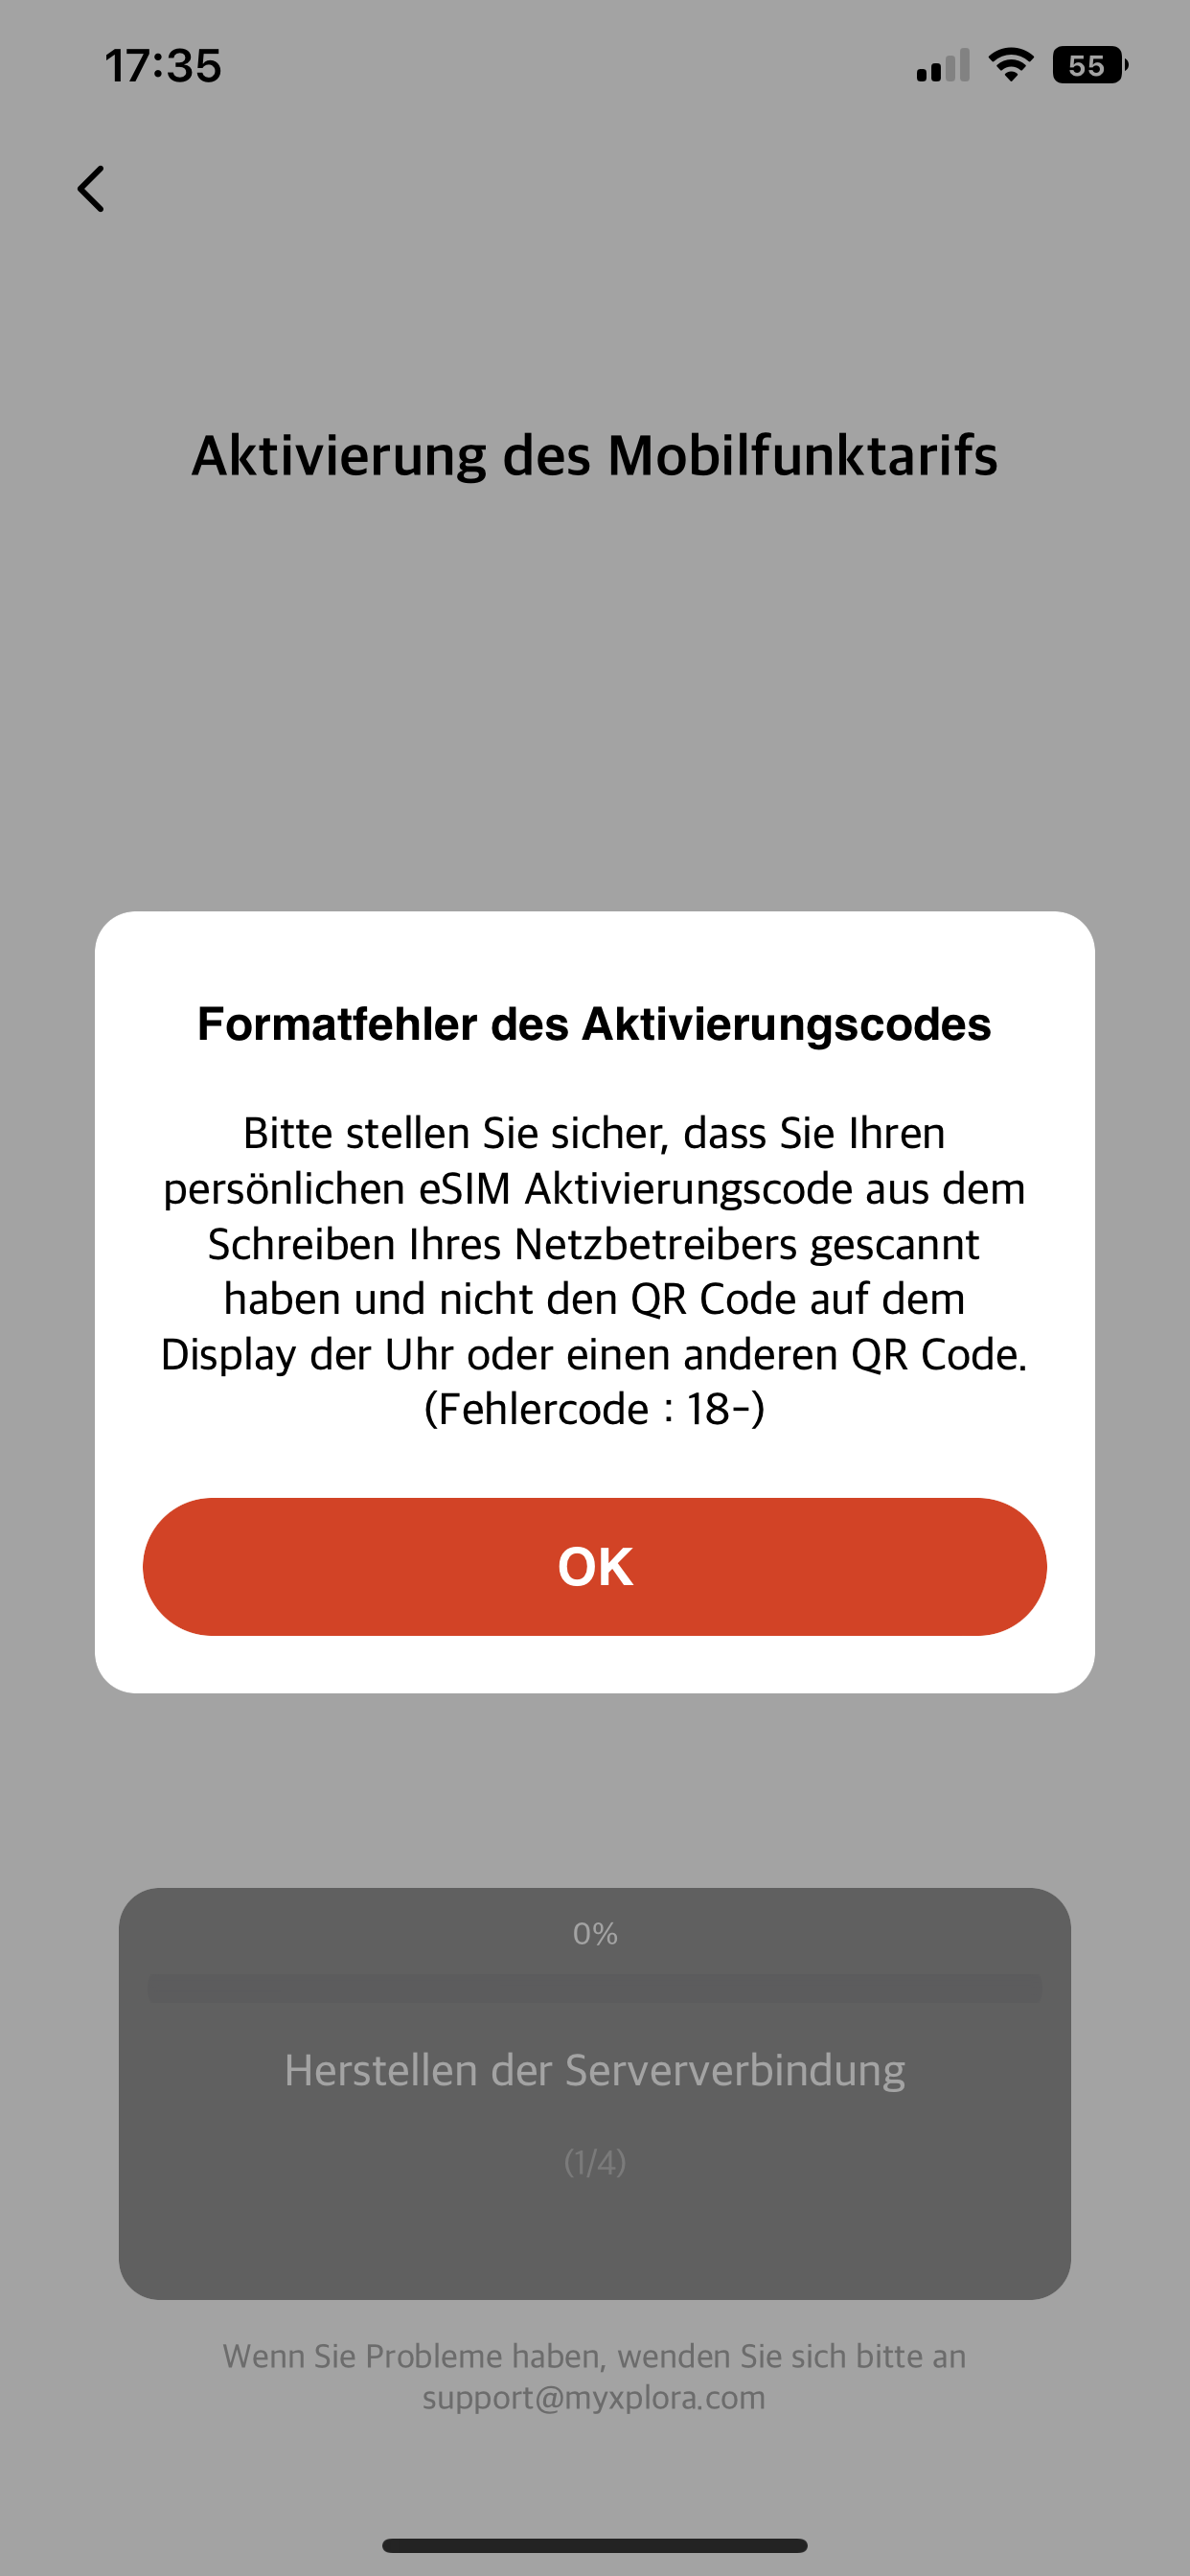 17:35
55
Aktivierung des Mobilfunktarifs
Formatfehler des Aktivierungscodes
Bitte stellen Sie sicher, dass Sie Ihren
persönlichen eSIM Aktivierungscode aus dem
Schreiben Ihres Netzbetreibers gescannt
haben und nicht den QR Code auf dem
Display der Uhr oder einen anderen QR Code.
(Fehlercode : 18-)
OK
0%
Herstellen der Serververbindung
(1/4)
Wenn Sie Probleme haben, wenden Sie sich bitte an
support@myxplora.com